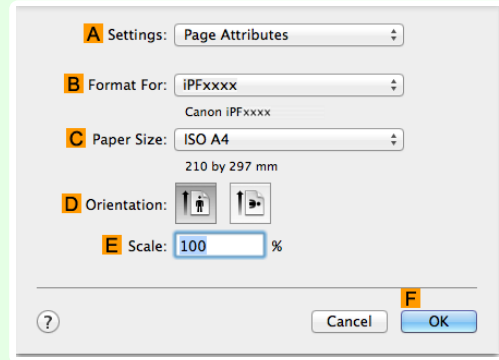 A Settings: Page Attributes
B Format For: iPFxxxx
Canon iPFxxxx
C Paper Size: ISO A4
210 by 297 mm
D Orientation:
E Scale: 100 %
F
? Cancel OK